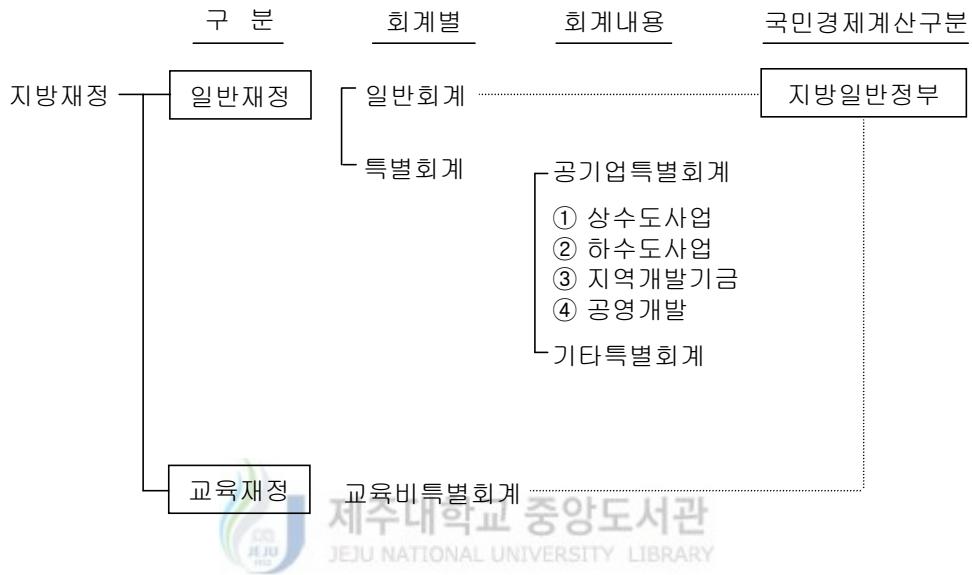 구 분 회계별 회계내용 국민경제계산구분
지방재정 일반재정 일반회계 지방일반정부
특별회계 공기업특별회계
① 상수도사업
② 하수도사업
③ 지역개발기금
④ 공영개발
기타특별회계
교육재정 교육비특별회계
제주대학교 중앙도서관
JEJU NATIONAL UNIVERSITY LIBRARY
JEJU
1952